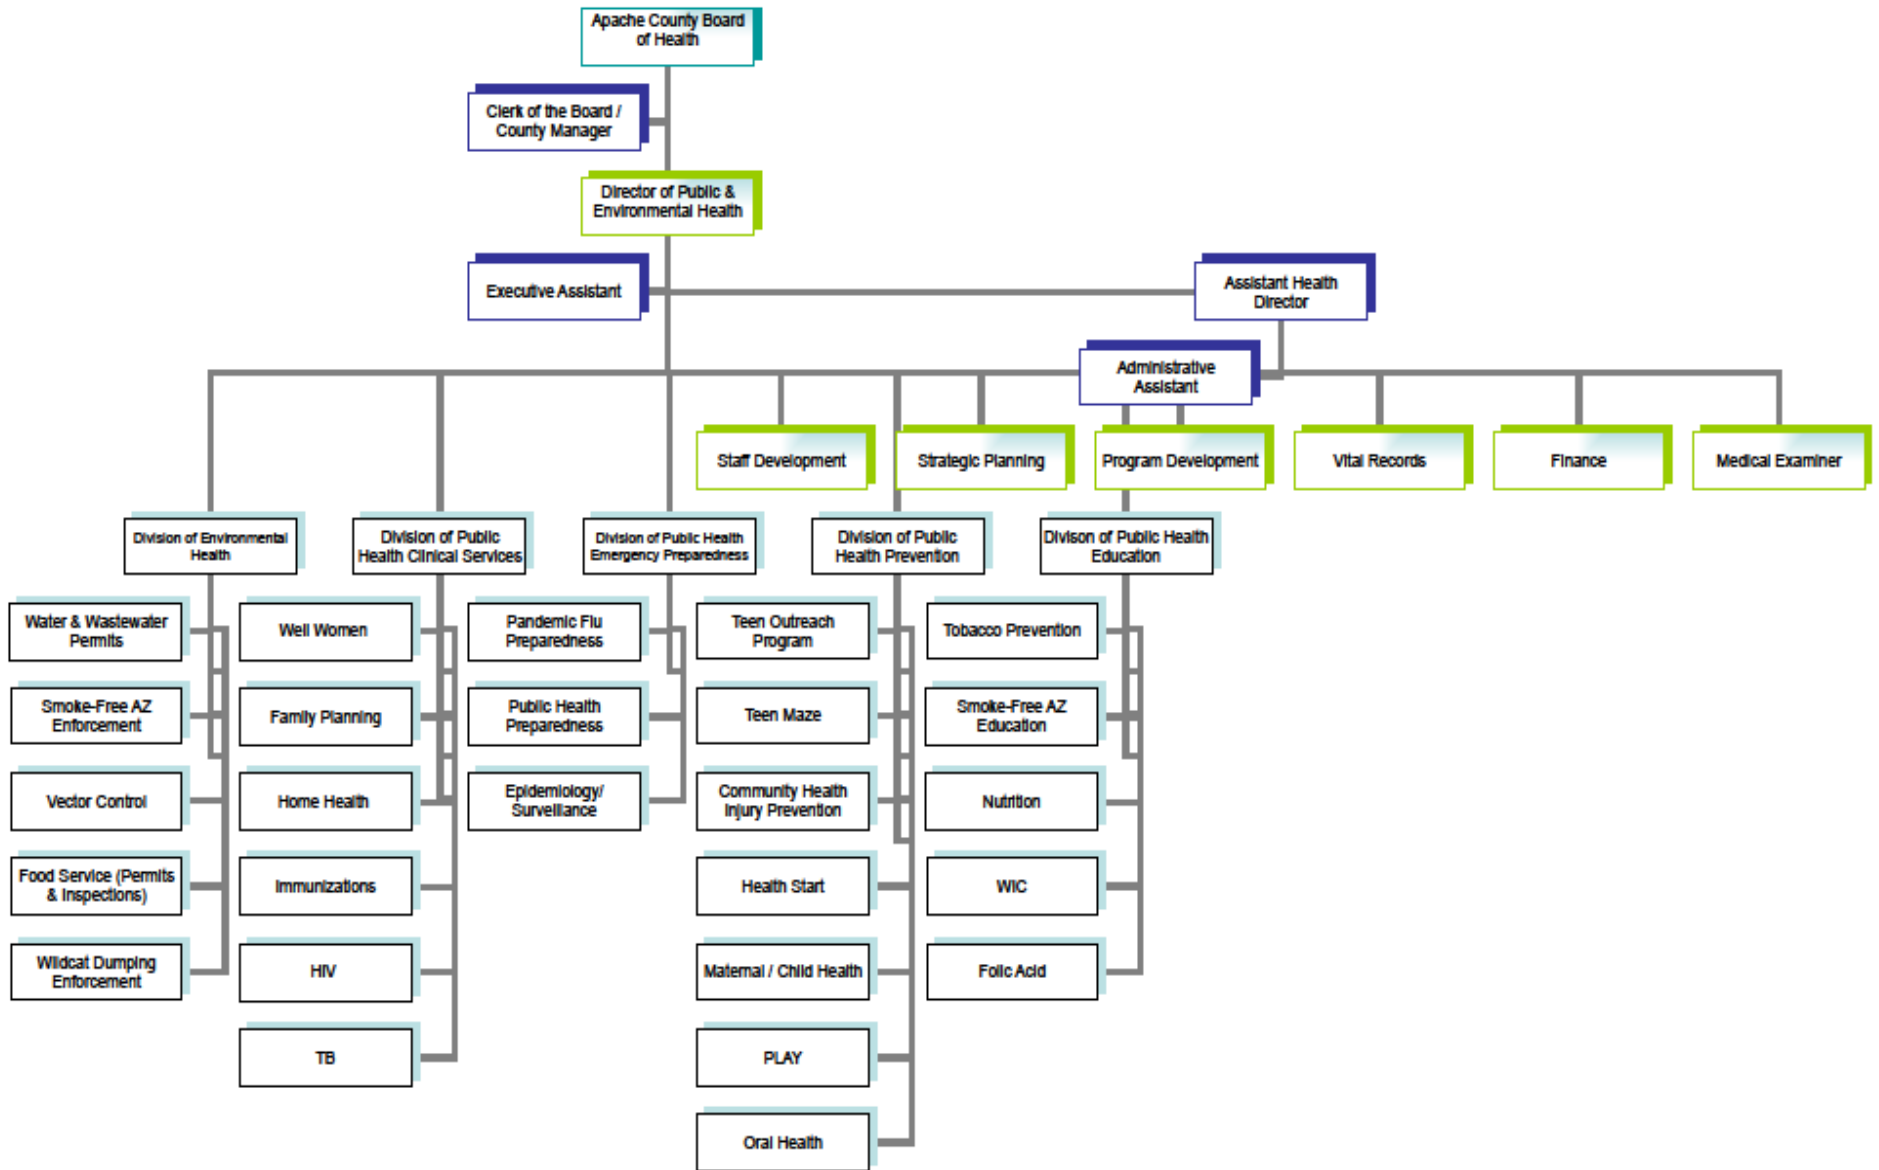 Apache County Board
of Health
Clerk of the Board /
County Manager
Director of Public &
Environmental Health
Executive Assistant
Assistant Health
Director
Administrative
Assistant
Staff Development
Strategic Planning
Program Development
Vital Records
Finance
Medical Examiner
Division of Environmental
Health
Division of Public
Health Clinical Services
Division of Public Health
Emergency Preparedness
Division of Public
Health Prevention
Divison of Public Health
Education
Water & Wastewater
Permits
Smoke-Free AZ
Enforcement
Vector Control
Food Service (Permits
& Inspections)
Wildcat Dumping
Enforcement
Well Women
Family Planning
Home Health
Immunizations
HIV
TB
Pandemic Flu
Preparedness
Public Health
Preparedness
Epidemiology/
Surveillance
Teen Outreach
Program
Teen Maze
Community Health
Injury Prevention
Health Start
Maternal / Child Health
PLAY
Oral Health
Tobacco Prevention
Smoke-Free AZ
Education
Nutrition
WIC
Folic Acid